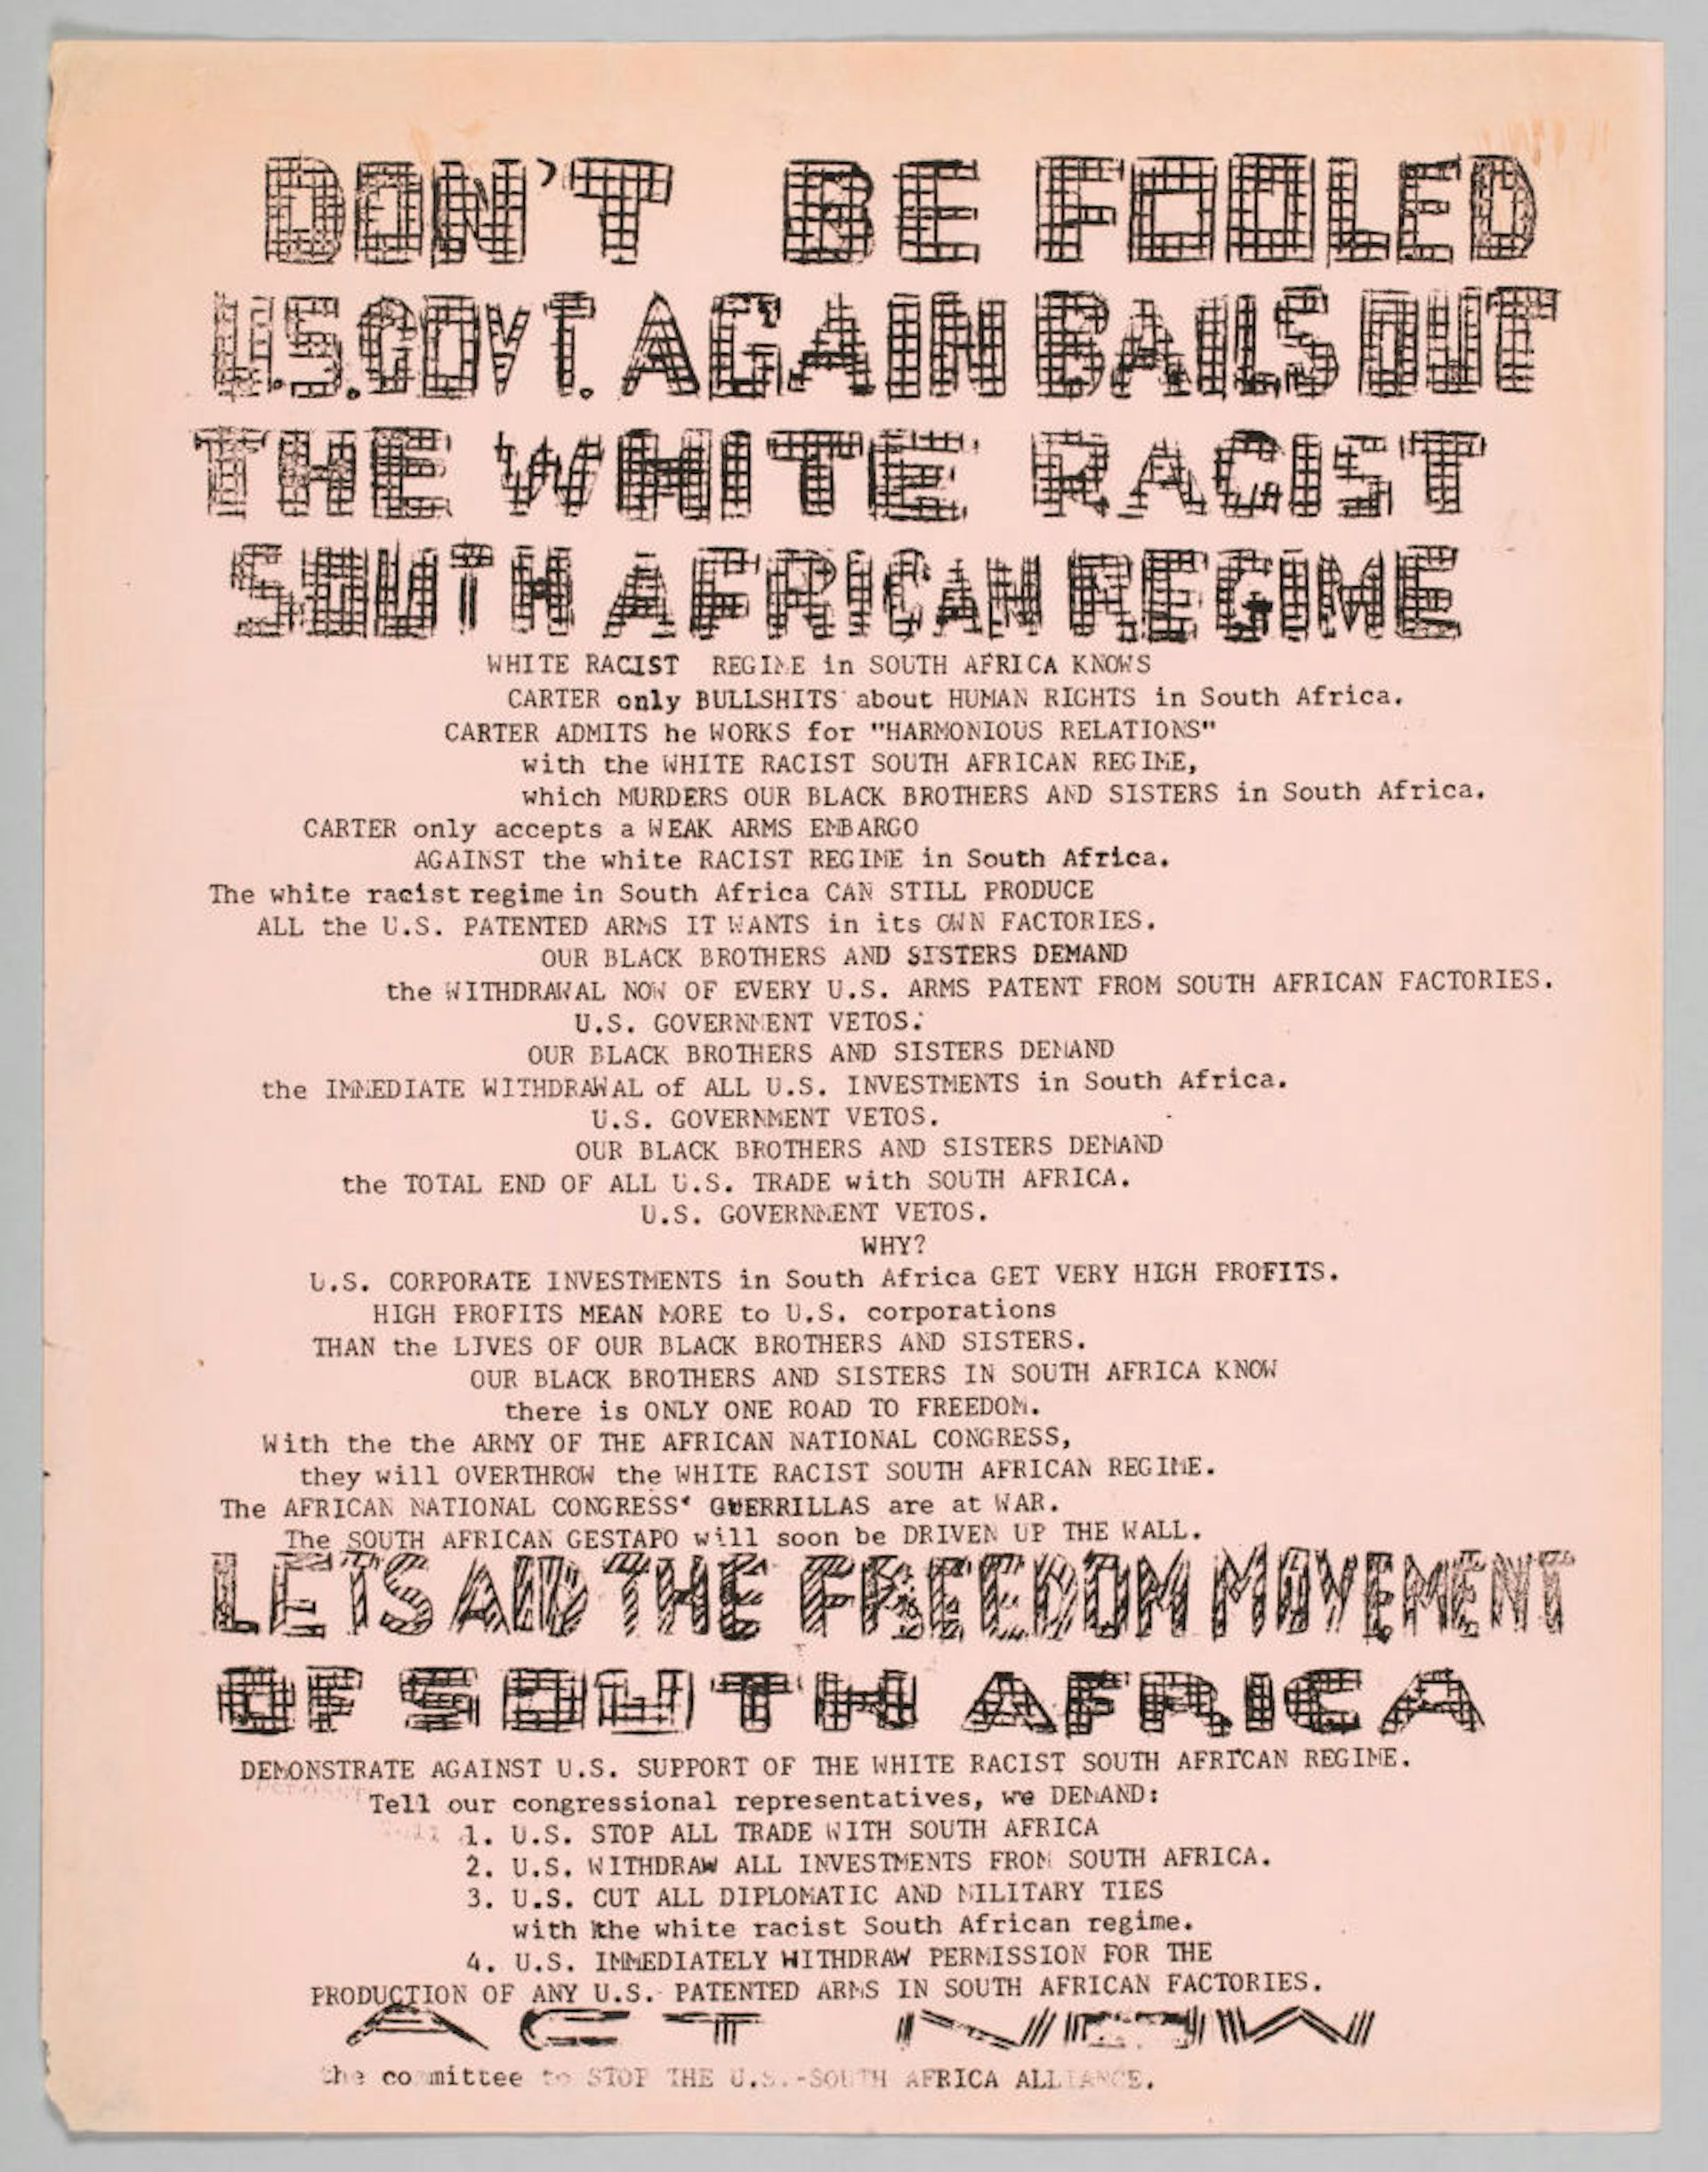 DON'T BE FOOLED
U.S. GOVT. AGAIN BAILS OUT
THE WHITE RACIST
SOUTH AFRICAN REGIME
WHITE RACIST REGIME in SOUTH AFRICA KNOWS
CARTER only BULLSHITS about HUMAN RIGHTS in South Africa.
CARTER ADMITS he WORKS for "HARMONIOUS RELATIONS"
with the WHITE RACIST SOUTH AFRICAN REGIME,
which MURDERS OUR BLACK BROTHERS AND SISTERS in South Africa.
CARTER only accepts a WEAK ARMS EMBARGO
AGAINST the white RACIST REGIME in South Africa.
The white racist regime in South Africa CAN STILL PRODUCE
ALL the U.S. PATENTED ARMS IT WANTS in its OWN FACTORIES.
OUR BLACK BROTHERS AND SISTERS DEMAND
the WITHDRAWAL NOW OF EVERY U.S. ARMS PATENT FROM SOUTH AFRICAN FACTORIES.
U.S. GOVERNMENT VETOS.
OUR BLACK BROTHERS AND SISTERS DEMAND
the IMMEDIATE WITHDRAWAL of ALL U.S. INVESTMENTS in South Africa.
U.S. GOVERNMENT VETOS.
OUR BLACK BROTHERS AND SISTERS DEMAND
the TOTAL END OF ALL U.S. TRADE with SOUTH AFRICA.
U.S. GOVERNMENT VETOS.
WHY?
U.S. CORPORATE INVESTMENTS in South Africa GET VERY HIGH PROFITS.
HIGH PROFITS MEAN MORE to U.S. corporations
THAN the LIVES OF OUR BLACK BROTHERS AND SISTERS.
OUR BLACK BROTHERS AND SISTERS IN SOUTH AFRICA KNOW
there is ONLY ONE ROAD TO FREEDOM.
With the the ARMY OF THE AFRICAN NATIONAL CONGRESS,
they will OVERTHROW the WHITE RACIST SOUTH AFRICAN REGIME.
The AFRICAN NATIONAL CONGRESS' GUERRILLAS are at WAR.
The SOUTH AFRICAN GESTAPO will soon be DRIVEN UP THE WALL.
LETS AID THE FREEDOM MOVEMENT
OF SOUTH AFRICA
DEMONSTRATE AGAINST U.S. SUPPORT OF THE WHITE RACIST SOUTH AFRICAN REGIME.
Tell our congressional representatives, we DEMAND:
1. U.S. STOP ALL TRADE WITH SOUTH AFRICA
2. U.S. WITHDRAW ALL INVESTMENTS FROM SOUTH AFRICA.
3. U.S. CUT ALL DIPLOMATIC AND MILITARY TIES
with the white racist South African regime.
4. U.S. IMMEDIATELY WITHDRAW PERMISSION FOR THE
PRODUCTION OF ANY U.S. PATENTED ARMS IN SOUTH AFRICAN FACTORIES.
ACT NOW
the committee to STOP THE U.S.-SOUTH AFRICA ALLIANCE.